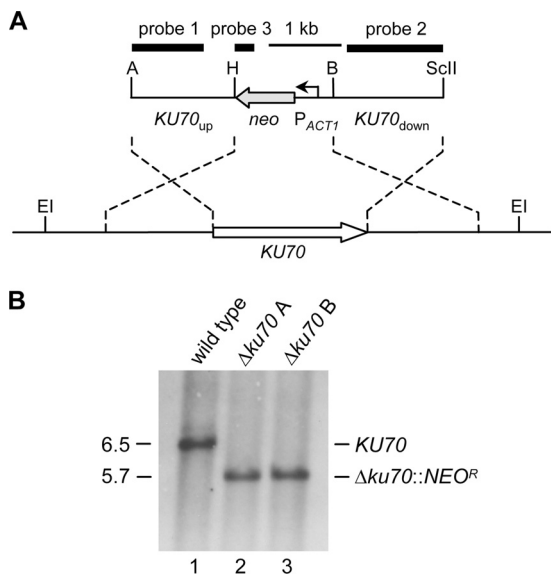 A
probe 1 probe 3 1 kb probe 2
A H B ScII
KU70up neo PACT1 KU70down
EI EI
KU70
B
wild type Δku70 A Δku70 B
6.5 KU70
5.7 Δku70::NEOR
1 2 3